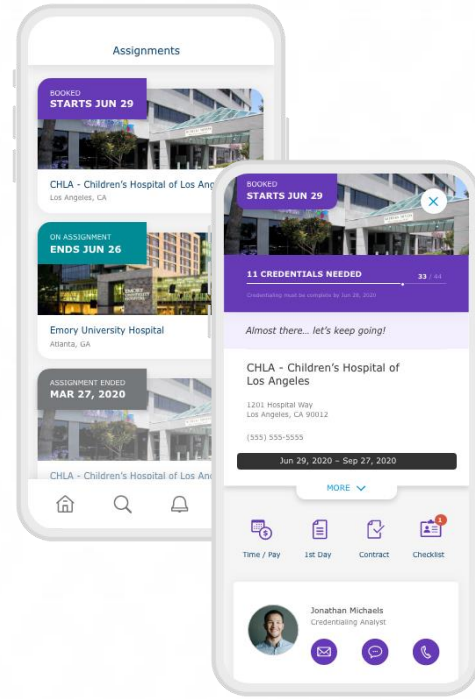 Assignments
BOOKED
STARTS JUN 29
CHLA - Children's Hospital of Los Ang
Los Angeles, CA
ON ASSIGNMENT
ENDS JUN 26
Emory University Hospital
Atlanta, GA
ASSIGNMENT ENDED
MAR 27, 2020
CHLA - Children's Hospital of Los An
BOOKED
STARTS JUN 29
11 CREDENTIALS NEEDED 33 / 44
Credentialing must be complete by Jun 29, 2020
Almost there... let's keep going!
CHLA - Children's Hospital of
Los Angeles
1201 Hospital Way
Los Angeles, CA 90012
(555) 555-5555
Jun 29, 2020 – Sep 27, 2020
MORE
1
Time / Pay 1st Day Contract Checklist
Jonathan Michaels
Credentialing Analyst